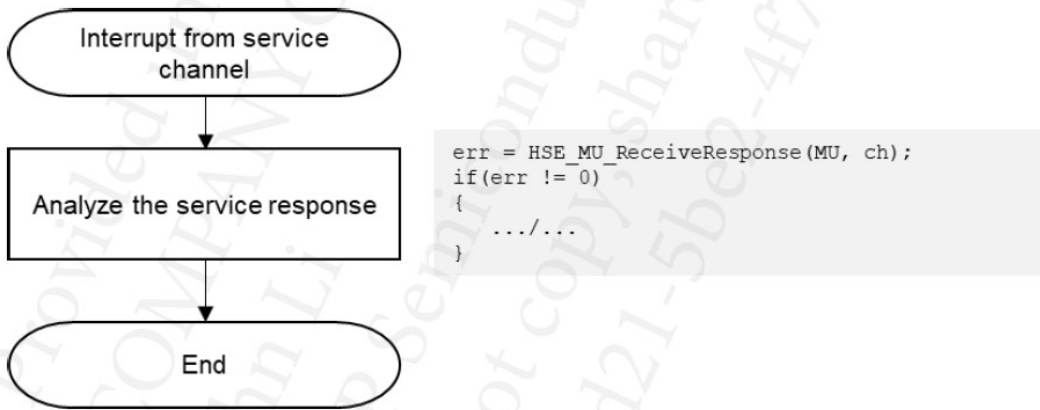 Interrupt from service
channel
Analyze the service response
End
err = HSE_MU_ReceiveResponse(MU, ch);
if(err != 0)
{
.../...
}